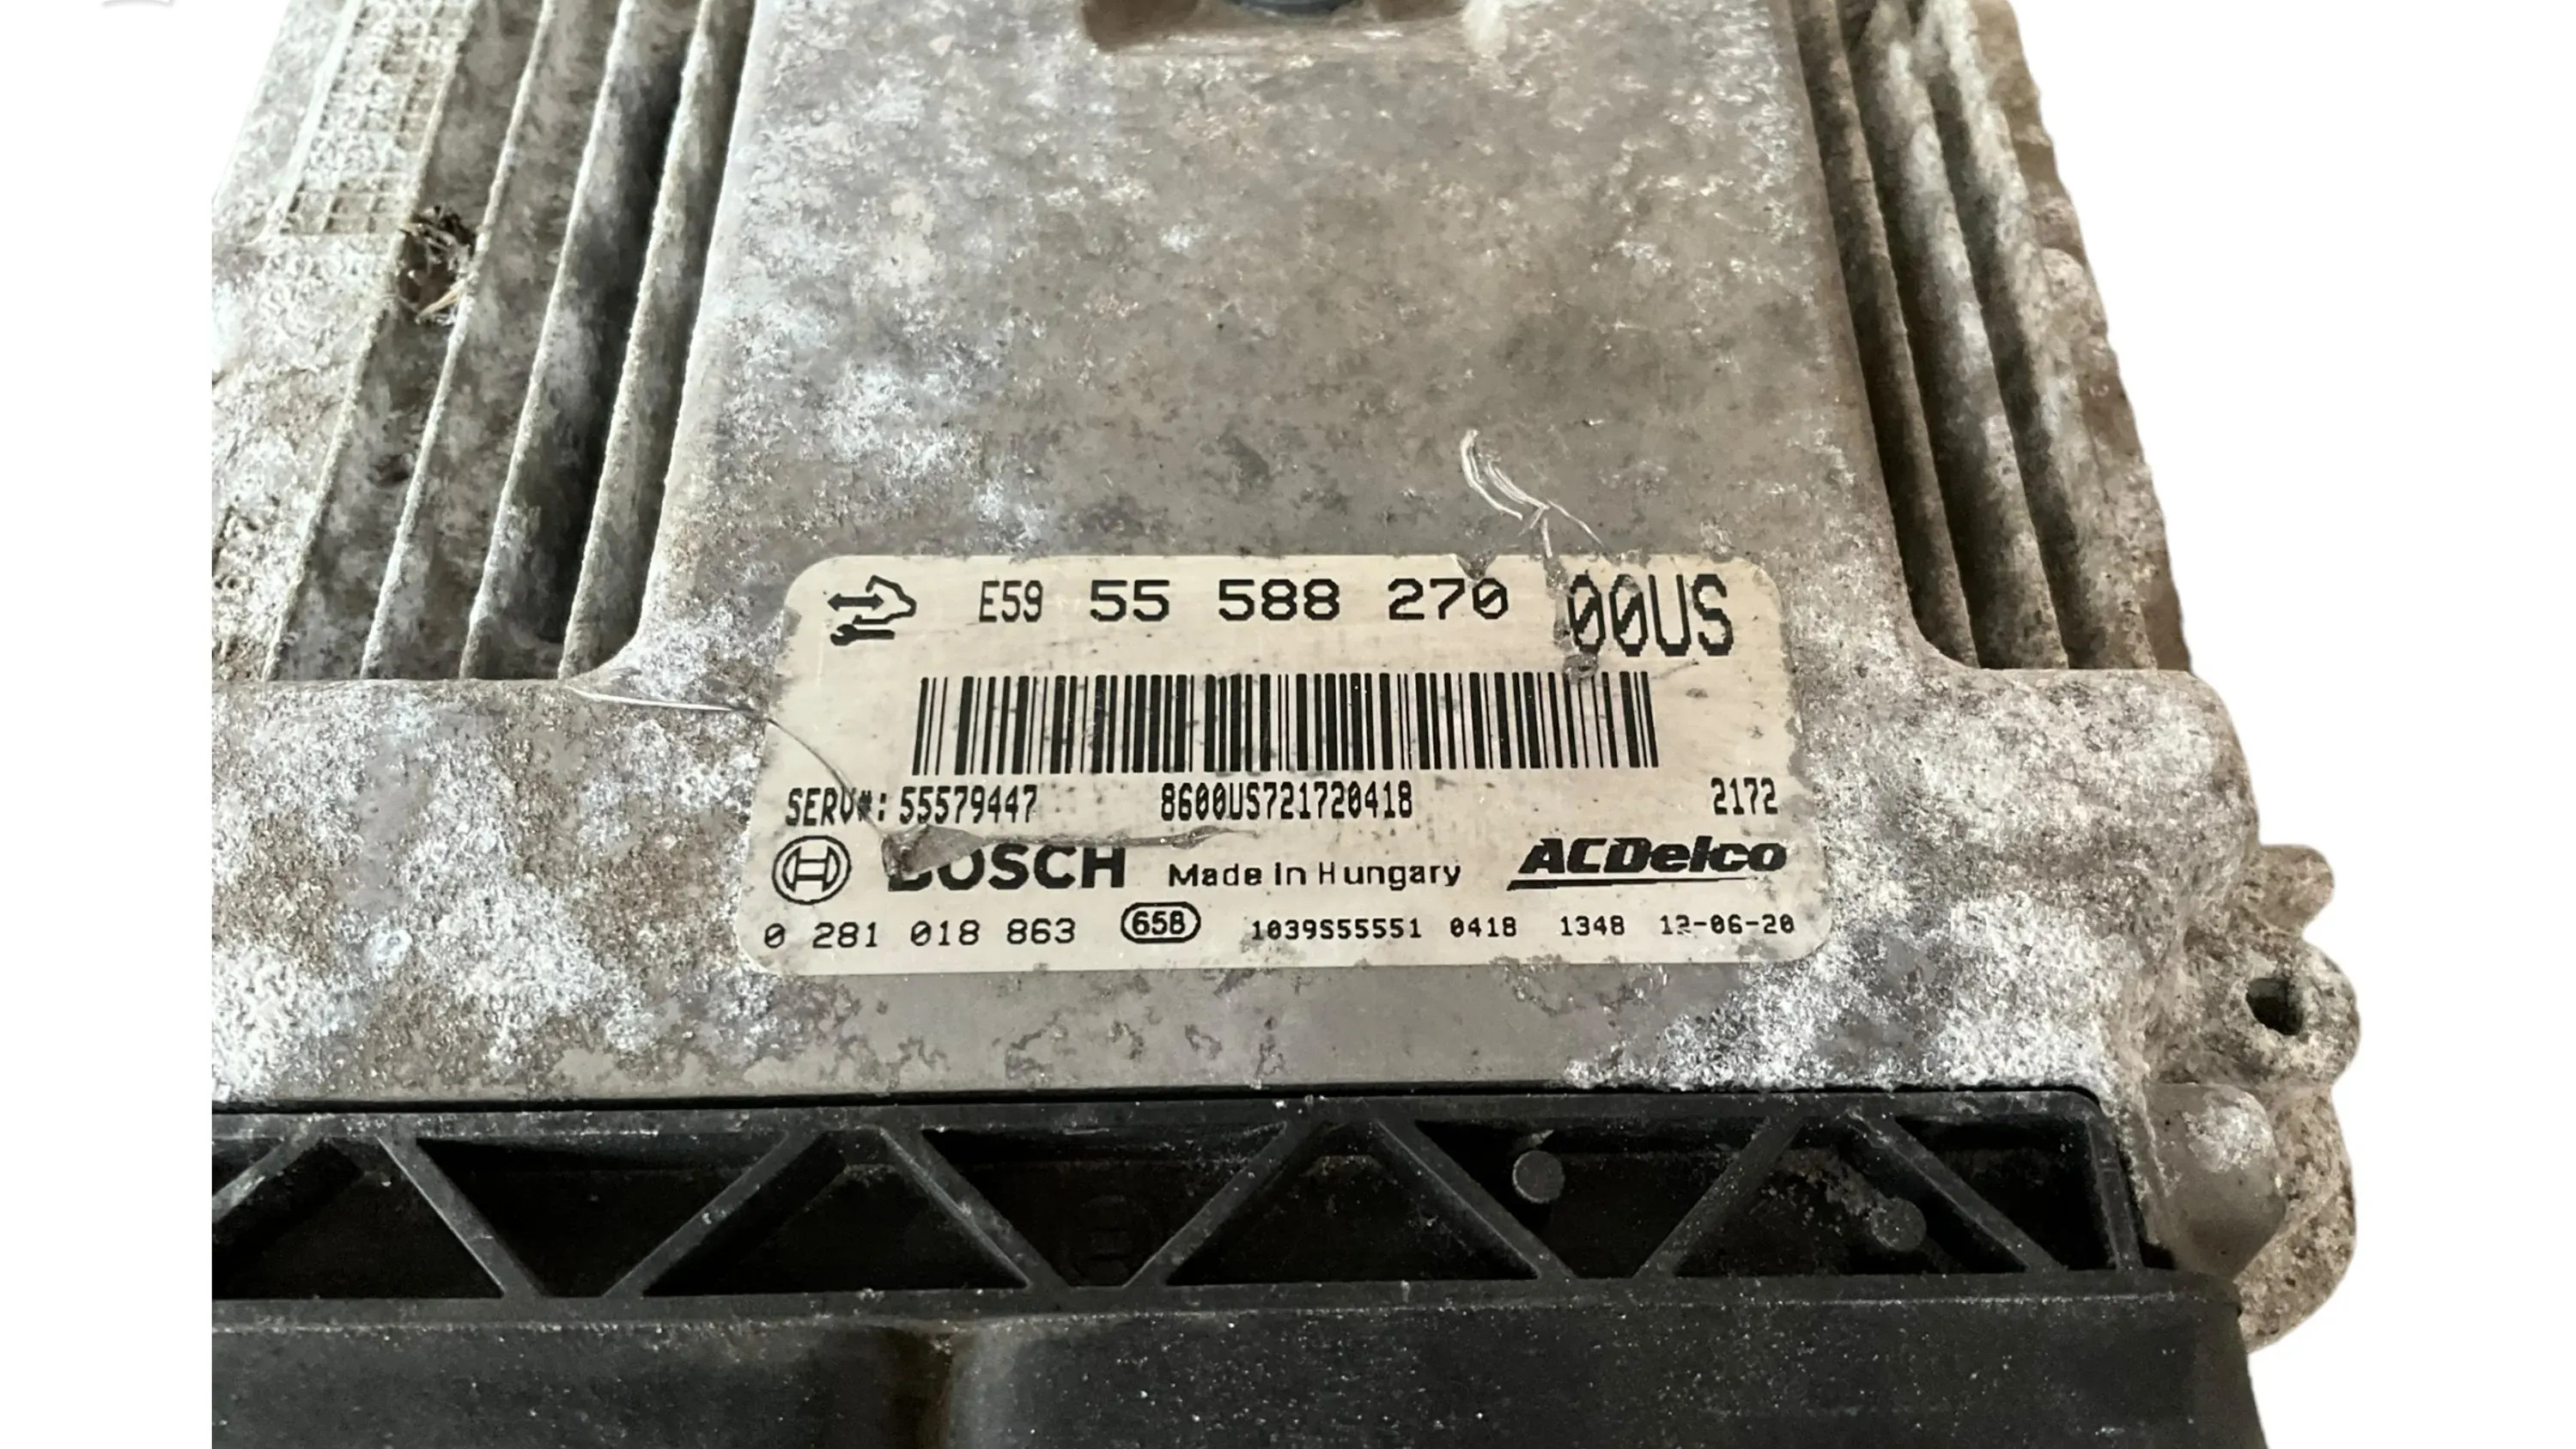 E59 55 588 270 00US
SERV#: 55579447 8600US721720418 2172
BOSCH Made In Hungary ACDelco
0 281 018 863 658 1039S55551 0418 1348 12-06-20